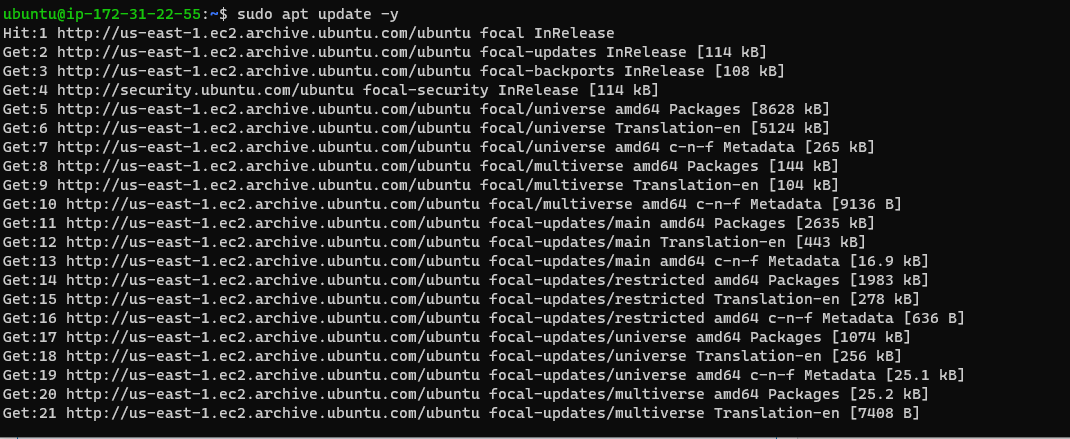 ubuntu@ip-172-31-22-55:~$ sudo apt update -y
Hit:1 http://us-east-1.ec2.archive.ubuntu.com/ubuntu focal InRelease
Get:2 http://us-east-1.ec2.archive.ubuntu.com/ubuntu focal-updates InRelease [114 kB]
Get:3 http://us-east-1.ec2.archive.ubuntu.com/ubuntu focal-backports InRelease [108 kB]
Get:4 http://security.ubuntu.com/ubuntu focal-security InRelease [114 kB]
Get:5 http://us-east-1.ec2.archive.ubuntu.com/ubuntu focal/universe amd64 Packages [8628 kB]
Get:6 http://us-east-1.ec2.archive.ubuntu.com/ubuntu focal/universe Translation-en [5124 kB]
Get:7 http://us-east-1.ec2.archive.ubuntu.com/ubuntu focal/universe amd64 c-n-f Metadata [265 kB]
Get:8 http://us-east-1.ec2.archive.ubuntu.com/ubuntu focal/multiverse amd64 Packages [144 kB]
Get:9 http://us-east-1.ec2.archive.ubuntu.com/ubuntu focal/multiverse Translation-en [104 kB]
Get:10 http://us-east-1.ec2.archive.ubuntu.com/ubuntu focal/multiverse amd64 c-n-f Metadata [9136 B]
Get:11 http://us-east-1.ec2.archive.ubuntu.com/ubuntu focal-updates/main amd64 Packages [2635 kB]
Get:12 http://us-east-1.ec2.archive.ubuntu.com/ubuntu focal-updates/main Translation-en [443 kB]
Get:13 http://us-east-1.ec2.archive.ubuntu.com/ubuntu focal-updates/main amd64 c-n-f Metadata [16.9 kB]
Get:14 http://us-east-1.ec2.archive.ubuntu.com/ubuntu focal-updates/restricted amd64 Packages [1983 kB]
Get:15 http://us-east-1.ec2.archive.ubuntu.com/ubuntu focal-updates/restricted Translation-en [278 kB]
Get:16 http://us-east-1.ec2.archive.ubuntu.com/ubuntu focal-updates/restricted amd64 c-n-f Metadata [636 B]
Get:17 http://us-east-1.ec2.archive.ubuntu.com/ubuntu focal-updates/universe amd64 Packages [1074 kB]
Get:18 http://us-east-1.ec2.archive.ubuntu.com/ubuntu focal-updates/universe Translation-en [256 kB]
Get:19 http://us-east-1.ec2.archive.ubuntu.com/ubuntu focal-updates/universe amd64 c-n-f Metadata [25.1 kB]
Get:20 http://us-east-1.ec2.archive.ubuntu.com/ubuntu focal-updates/multiverse amd64 Packages [25.2 kB]
Get:21 http://us-east-1.ec2.archive.ubuntu.com/ubuntu focal-updates/multiverse Translation-en [7408 B]